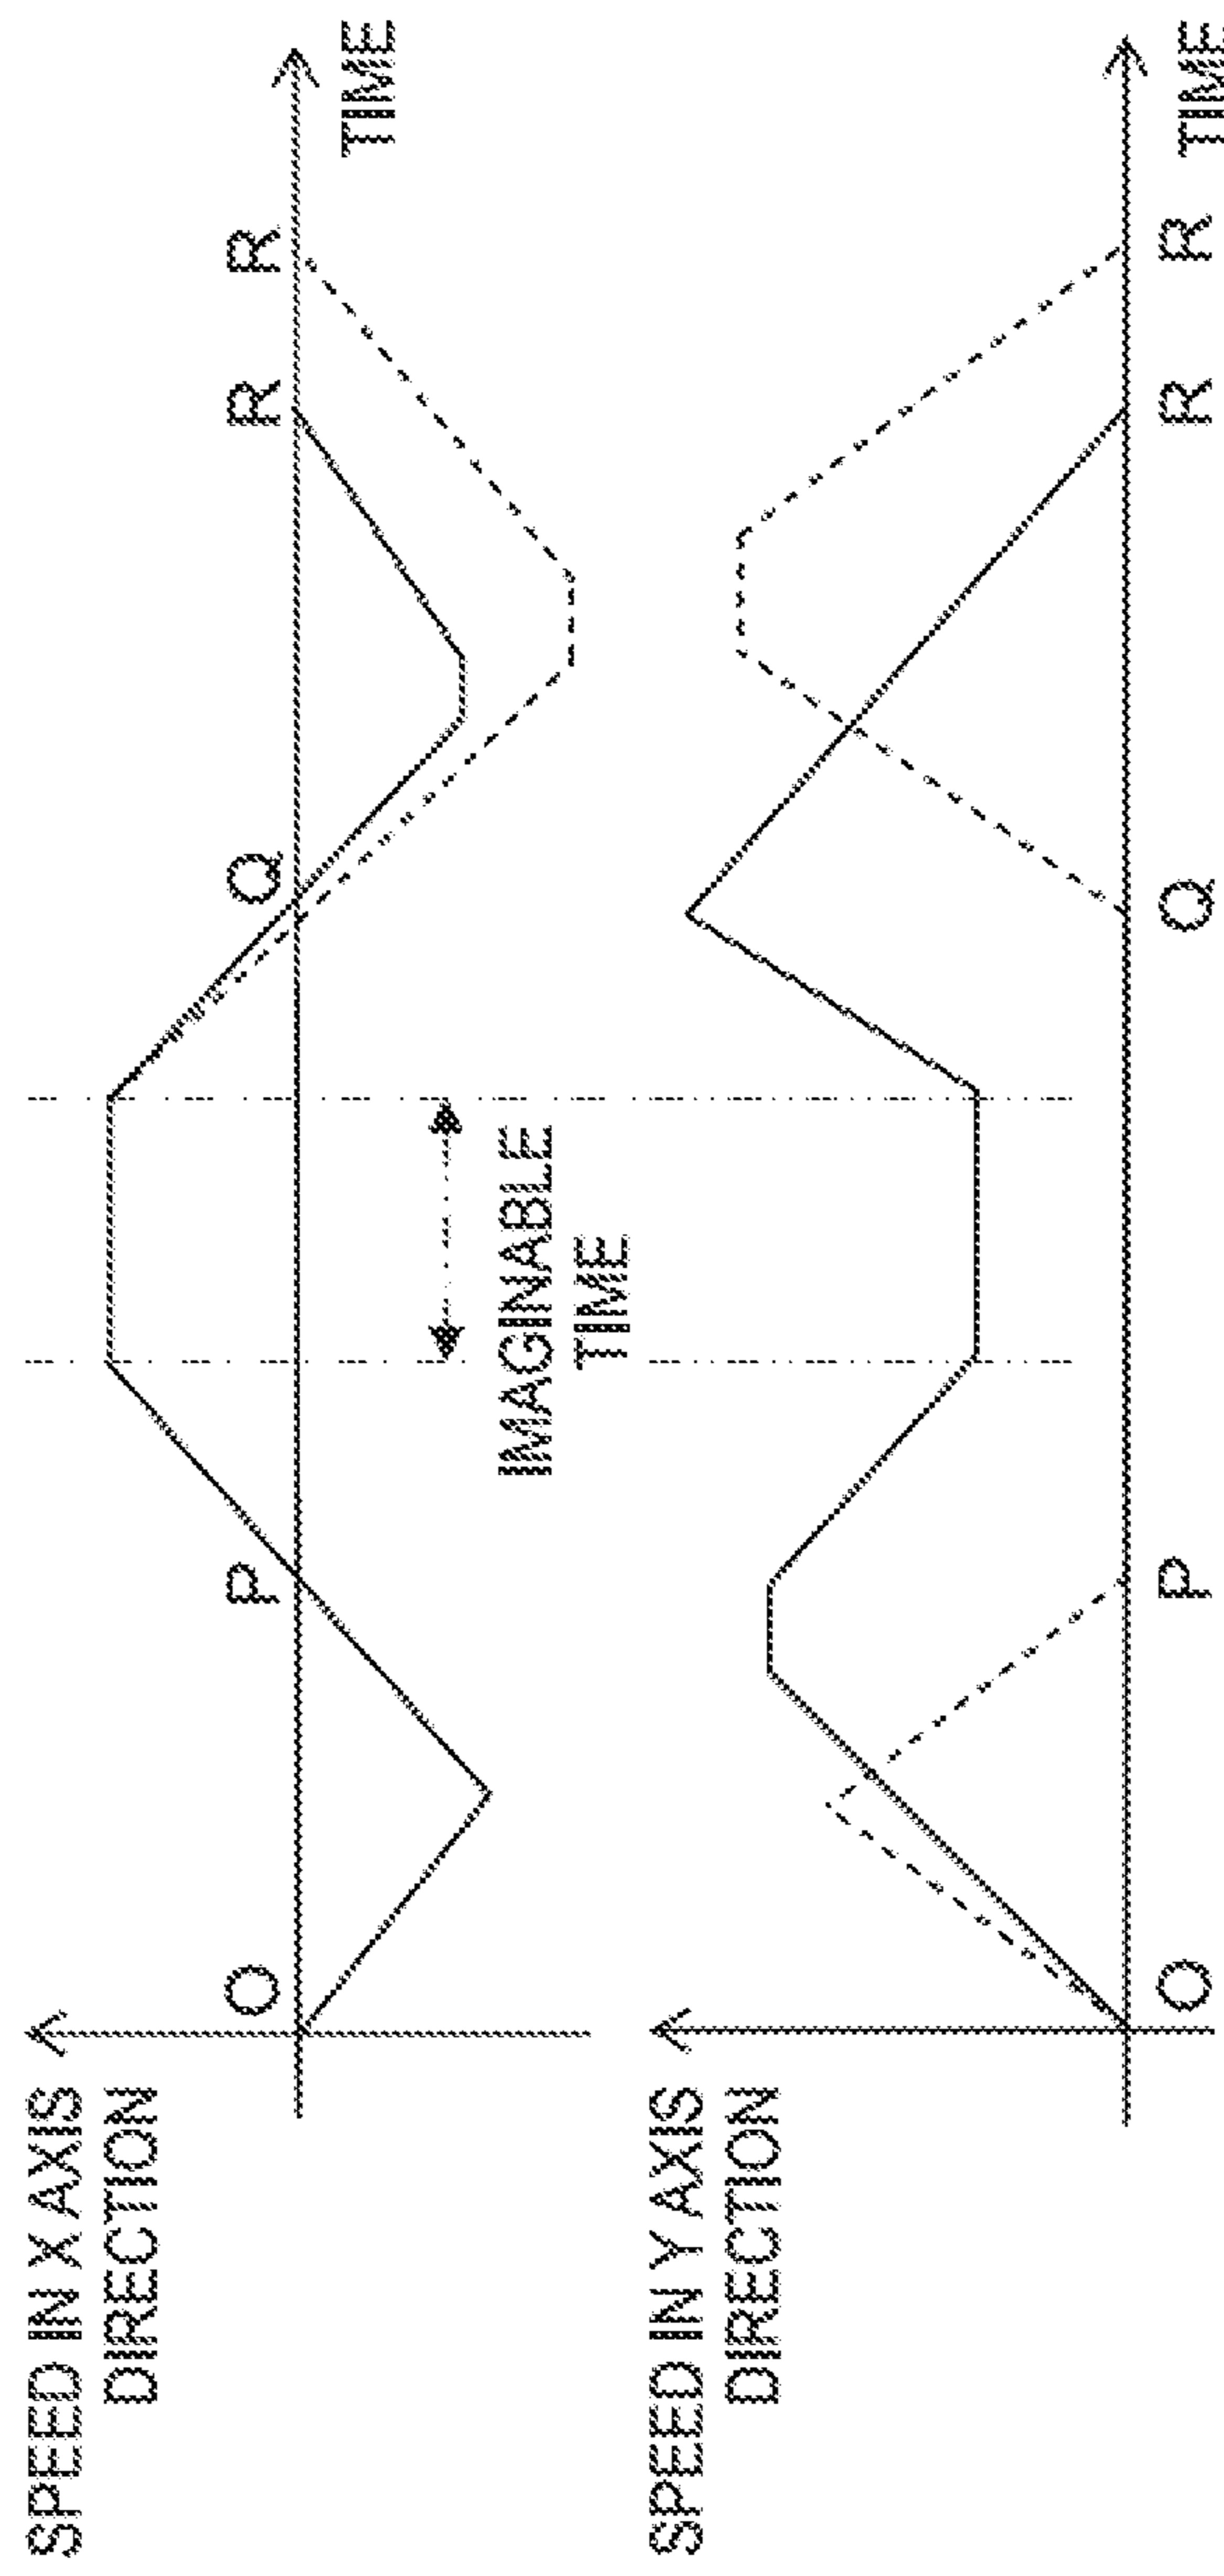 SPEED IN X AXIS
DIRECTION
O
P
Q
R
R
TIME
IMAGINABLE
TIME
SPEED IN Y AXIS
DIRECTION
O
P
Q
R
R
TIME